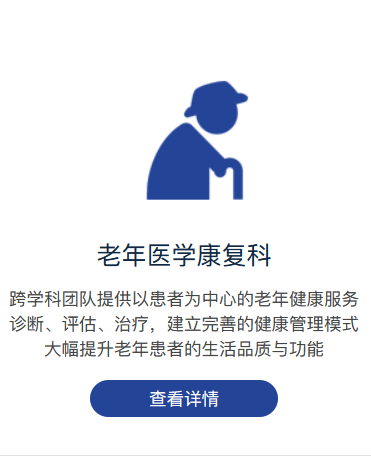 老年医学康复科
跨学科团队提供以患者为中心的老年健康服务
诊断、评估、治疗，建立完善的健康管理模式
大幅提升老年患者的生活品质与功能
查看详情